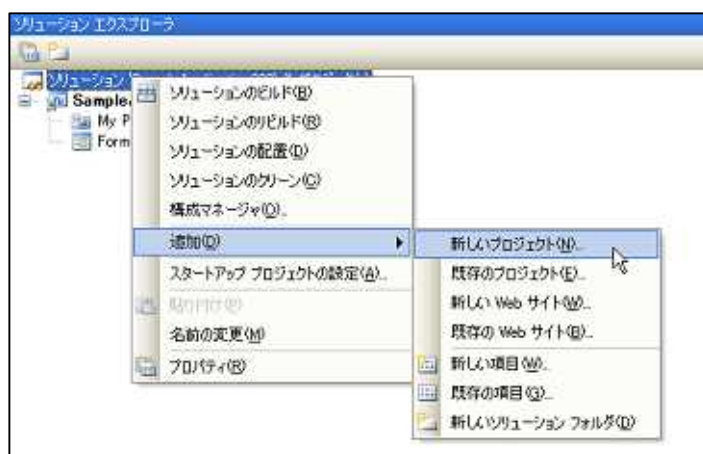 ソリューション エクスプローラ
ソリューション
Sample
My P
Form
ソリューションのビルド(B)
ソリューションのリビルド(R)
ソリューションの配置(D)
ソリューションのクリーン(C)
構成マネージャ(O)...
追加(D)
スタートアップ プロジェクトの設定(A)...
貼り付け(P)
名前の変更(M)
プロパティ(R)
新しいプロジェクト(N)...
既存のプロジェクト(E)...
新しい Web サイト(W)...
既存の Web サイト(B)...
新しい項目(W)...
既存の項目(G)...
新しいソリューション フォルダ(D)